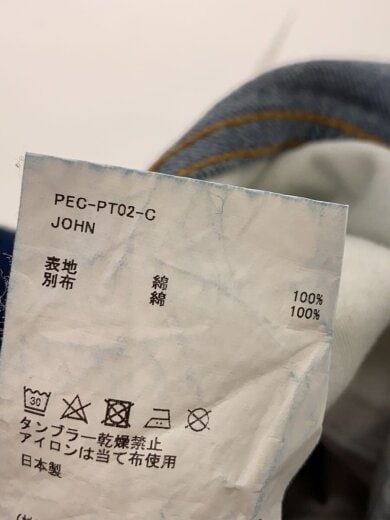 PEC-PT02-C
JOHN
表地 綿 100%
別布 綿 100%
30
タンブラー乾燥禁止
アイロンは当て布使用
日本製